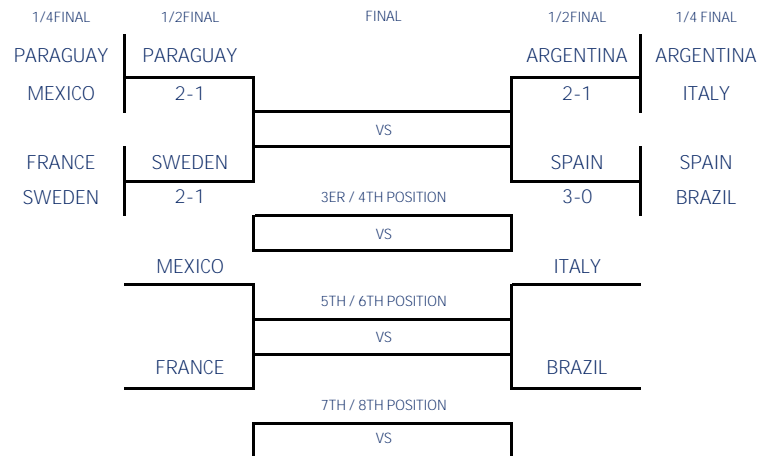 1/4FINAL 1/2FINAL FINAL 1/2FINAL 1/4 FINAL
PARAGUAY PARAGUAY ARGENTINA ARGENTINA
MEXICO 2-1 2-1 ITALY
VS
FRANCE SWEDEN SPAIN SPAIN
SWEDEN 2-1 3ER / 4TH POSITION 3-0 BRAZIL
VS
MEXICO ITALY
5TH / 6TH POSITION
VS
FRANCE BRAZIL
7TH / 8TH POSITION
VS